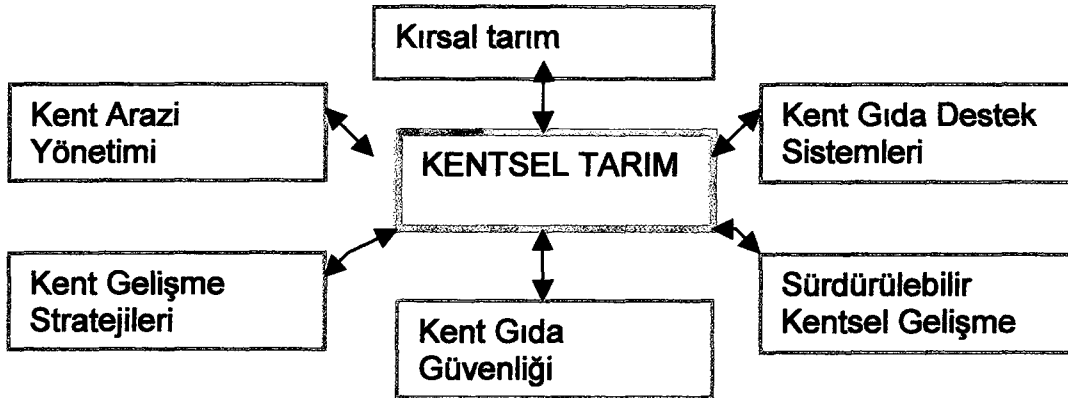 Kırsal tarım
Kent Arazi
Yönetimi
Kent Gıda Destek
Sistemleri
KENTSEL TARIM
Kent Gelişme
Stratejileri
Kent Gıda
Güvenliği
Sürdürülebilir
Kentsel Gelişme